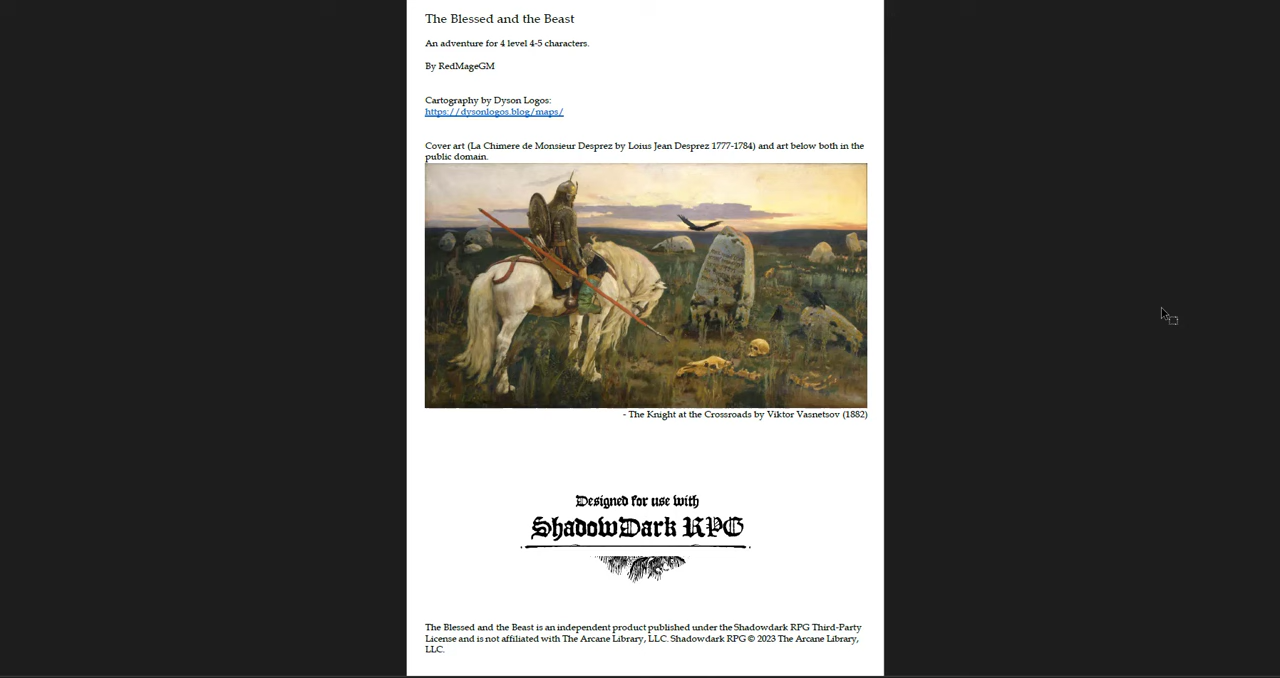 The Blessed and the Beast
An adventure for 4 level 4-5 characters.
By RedMageGM
Cartography by Dyson Logos:
https://dysonlogos.blog/maps/
Cover art (La Chimere de Monsieur Desprez by Loius Jean Desprez 1777-1784) and art below both in the
public domain.
- The Knight at the Crossroads by Viktor Vasnetsov (1882)
Designed for use with
ShadowDark RPG
The Blessed and the Beast is an independent product published under the Shadowdark RPG Third-Party
License and is not affiliated with The Arcane Library, LLC. Shadowdark RPG © 2023 The Arcane Library,
LLC.